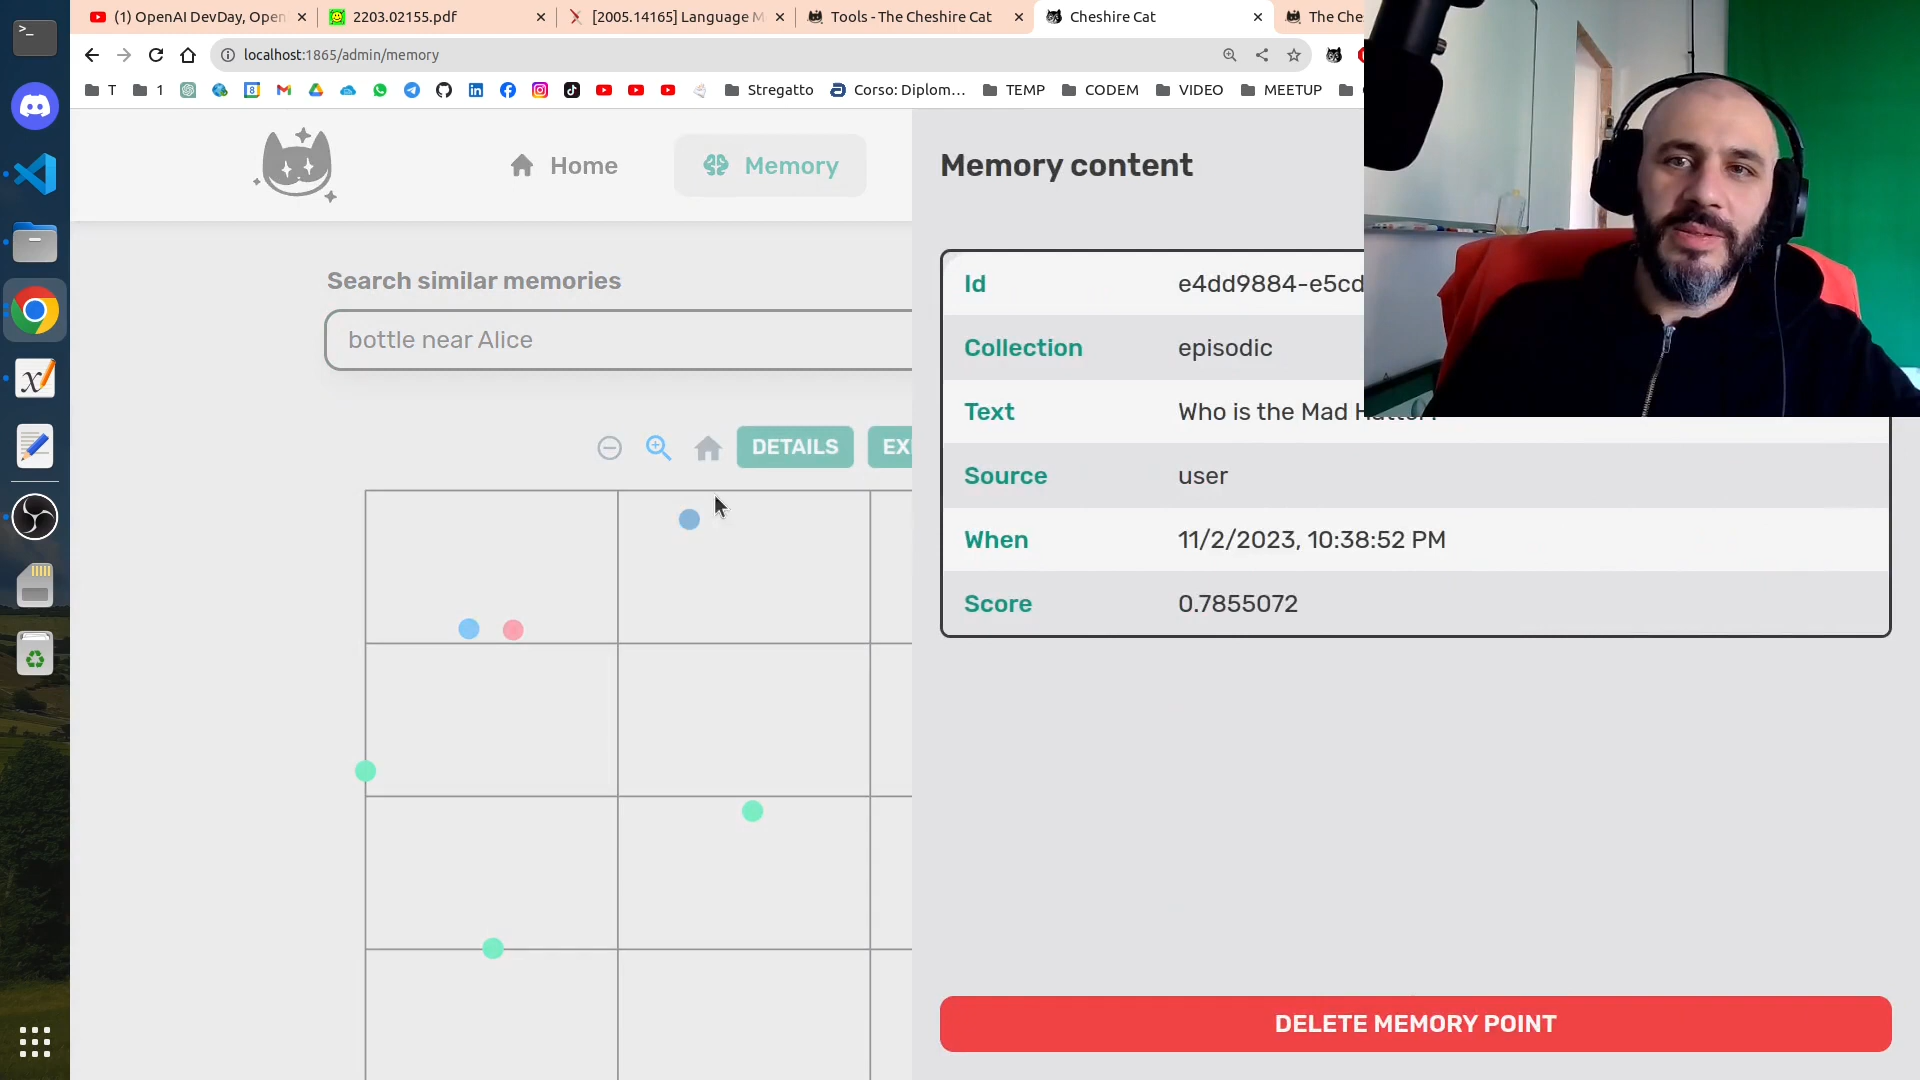 (1) OpenAI DevDay, Open
2203.02155.pdf
[2005.14165] Language M
Tools - The Cheshire Cat
Cheshire Cat
The Ches
localhost:1865/admin/memory
T
1
Stregatto
Corso: Diplom…
TEMP
CODEM
VIDEO
MEETUP
Home
Memory
Memory content
Search similar memories
bottle near Alice
DETAILS
Id
e4dd9884-e5cd
Collection
episodic
Text
Who is the Mad Hatter?
Source
user
When
11/2/2023, 10:38:52 PM
Score
0.7855072
DELETE MEMORY POINT